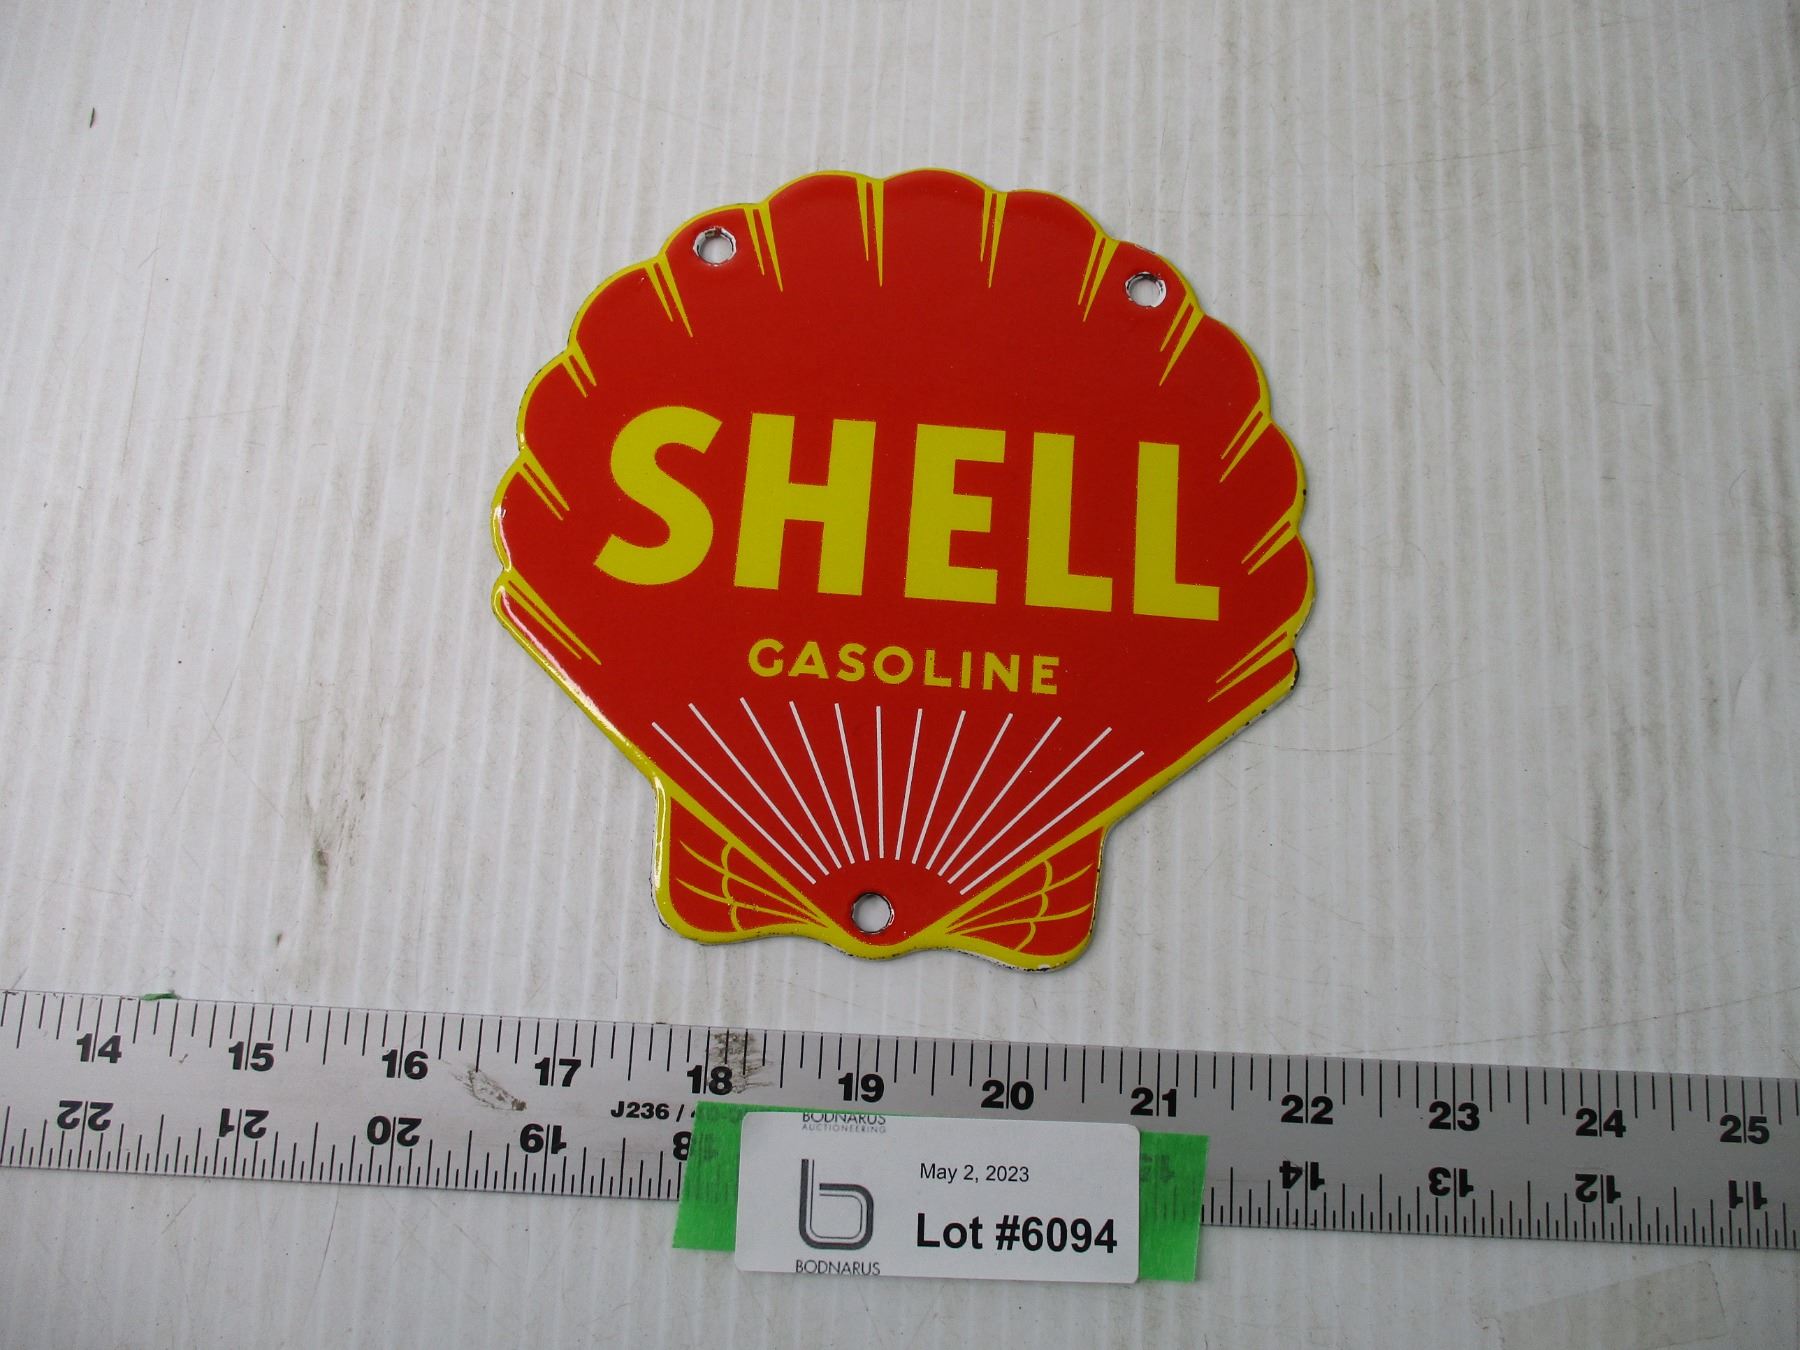 SHELL
GASOLINE
14 15 16 17 18 19 20 21 22 23 24 25
J236 /
22 21 20 19 18 14 13 12 11
BODNARUS
AUCTIONEERING
May 2, 2023
Lot #6094
BODNARUS